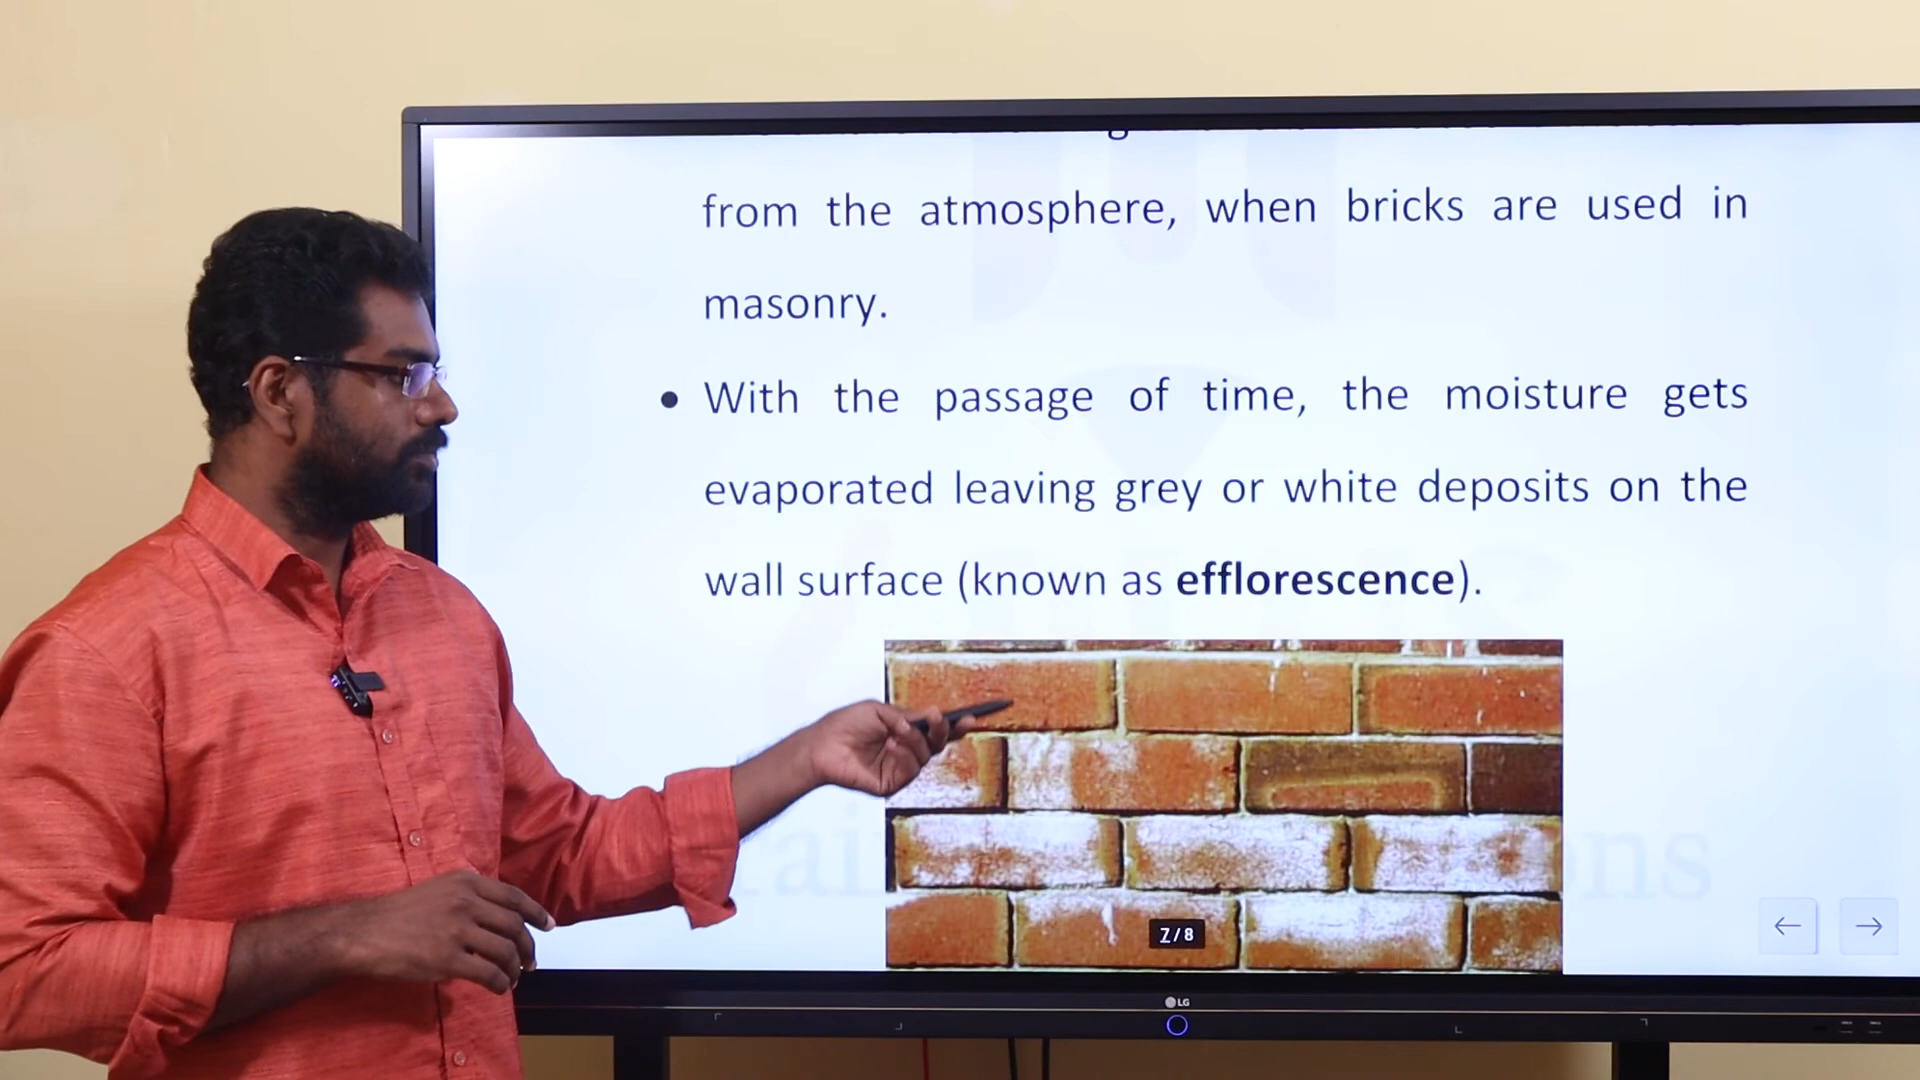 from the atmosphere, when bricks are used in
masonry.
• With the passage of time, the moisture gets
evaporated leaving grey or white deposits on the
wall surface (known as efflorescence).
7/8
LG